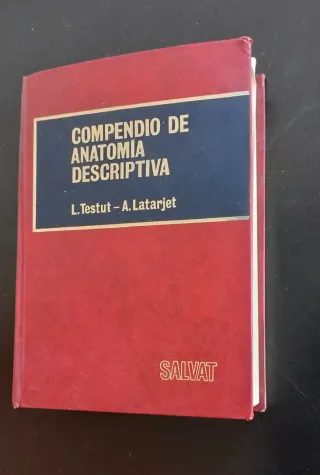 COMPENDIO DE
ANATOMÍA
DESCRIPTIVA
L. Testut - A. Latarjet
SALVAT